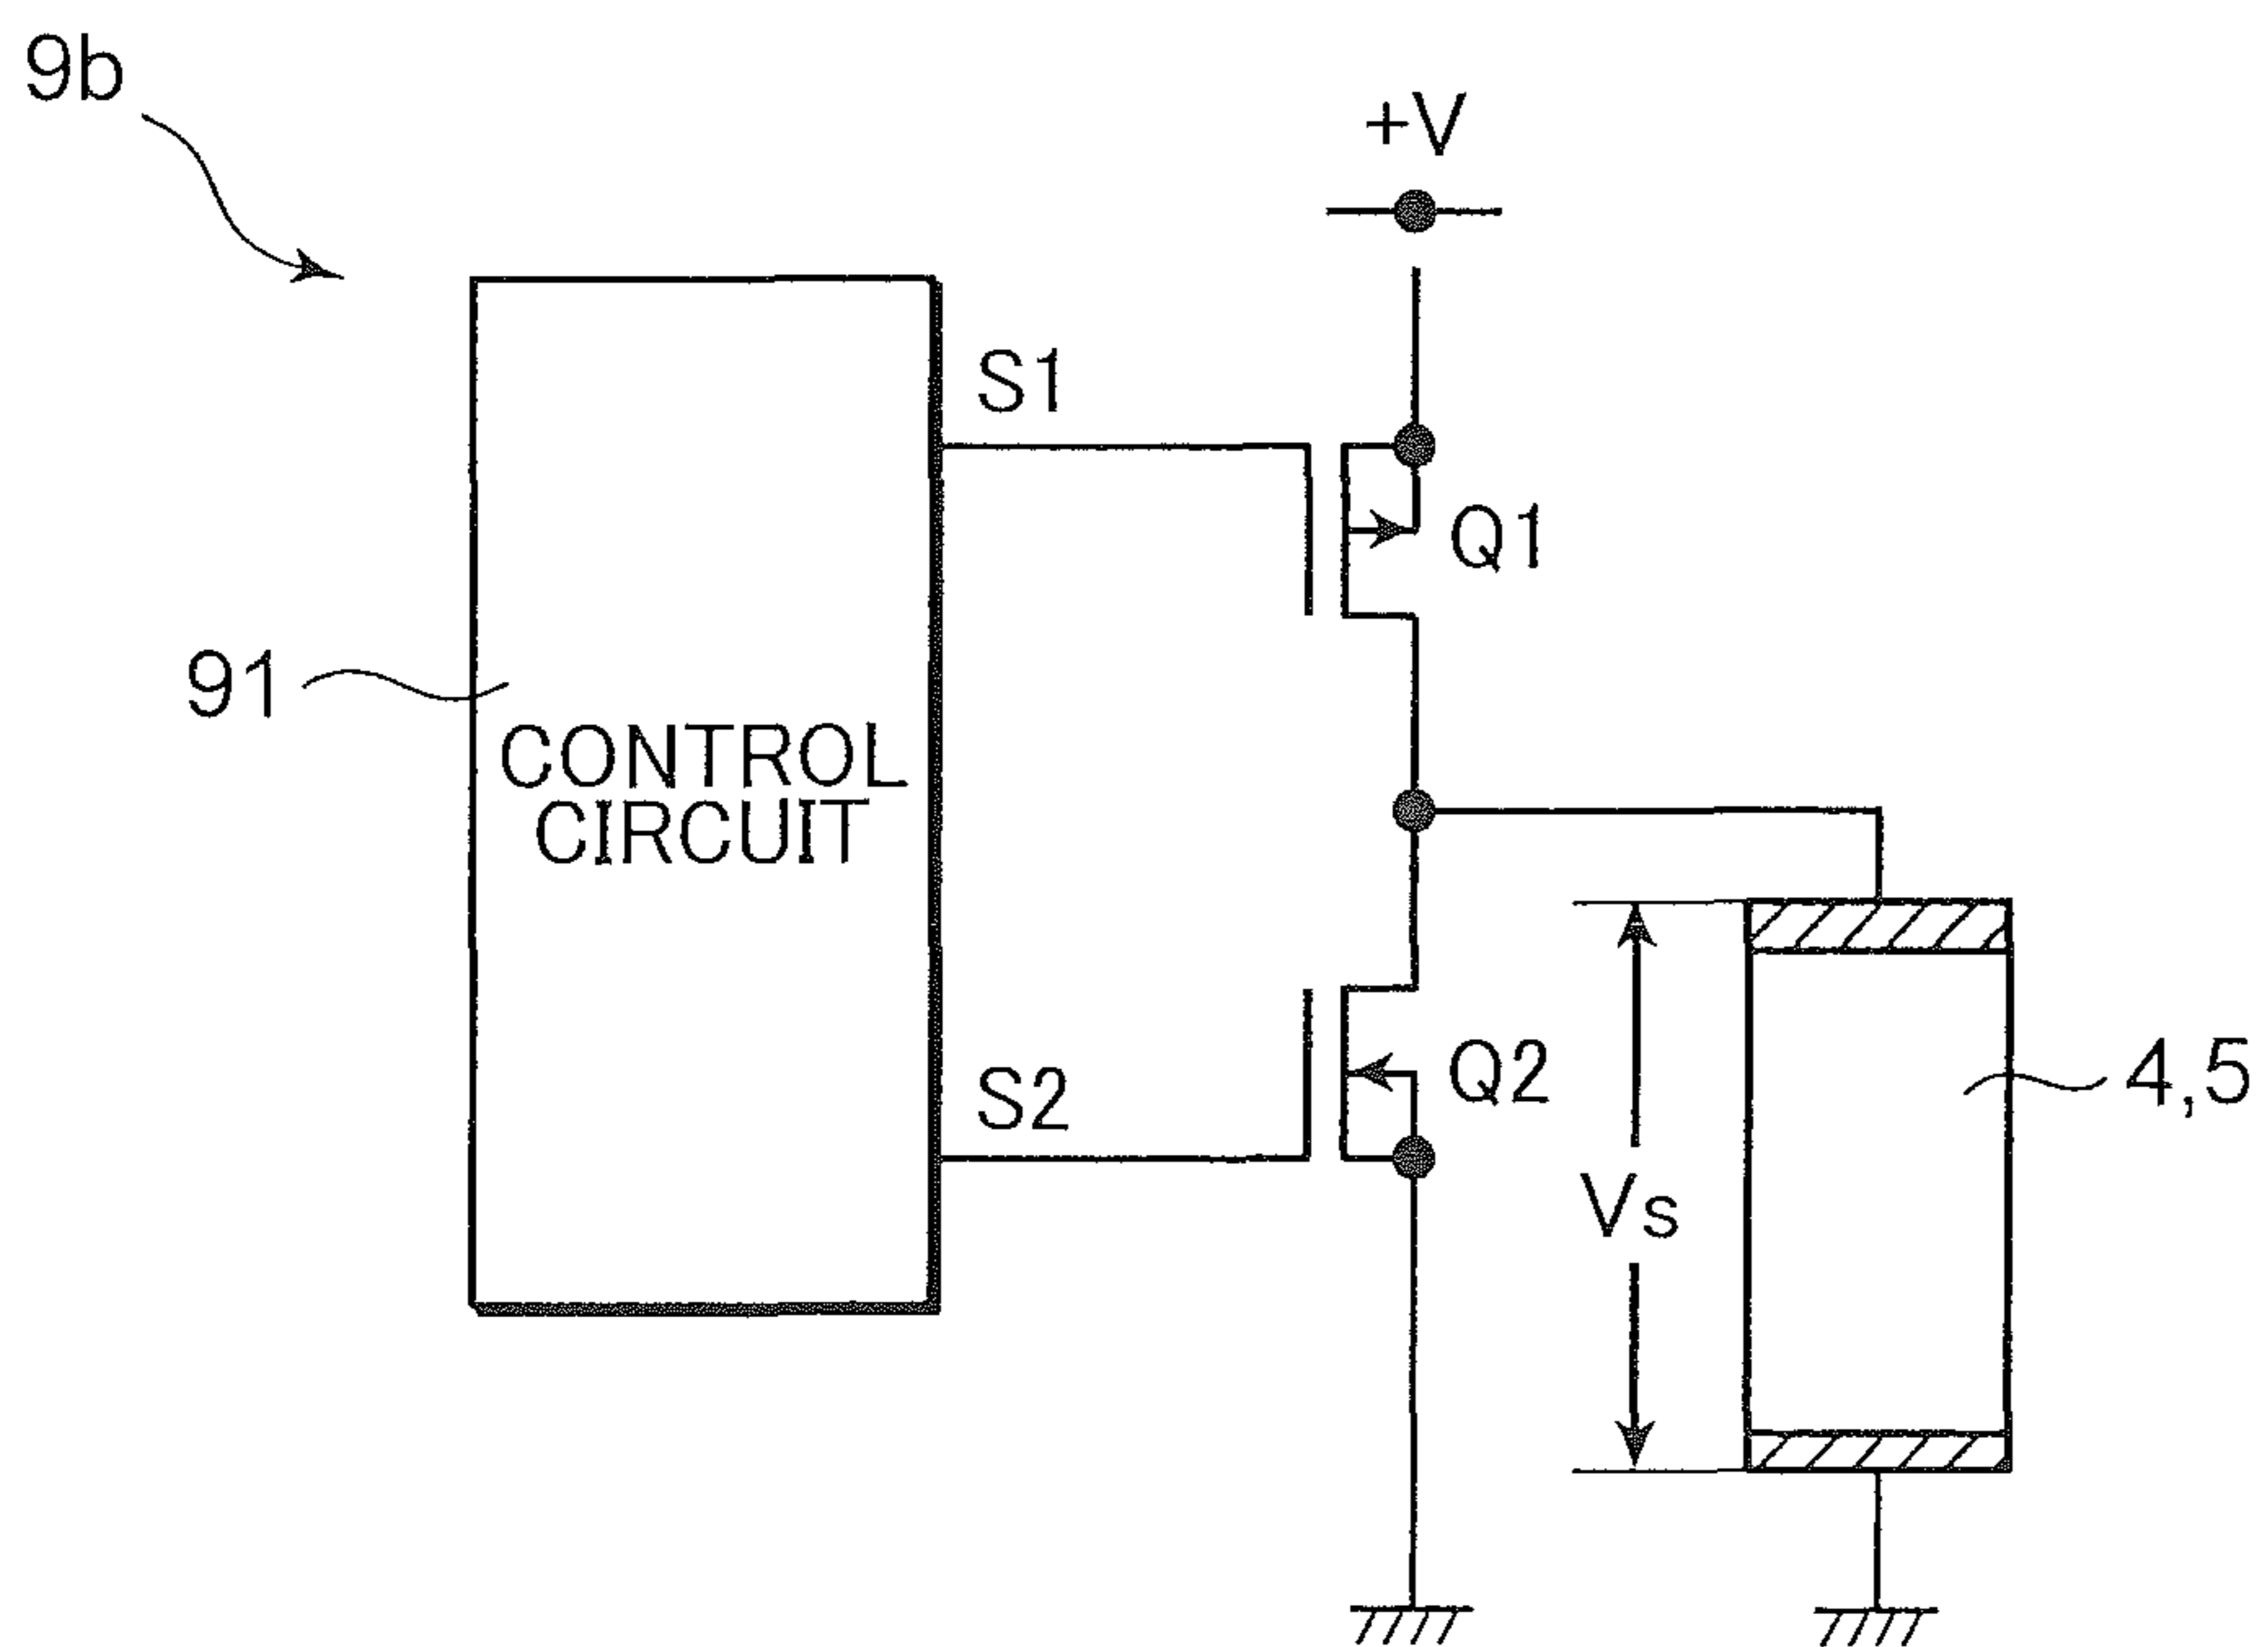 9b
+V
S1
Q1
91
CONTROL
CIRCUIT
S2
Q2
4,5
Vs